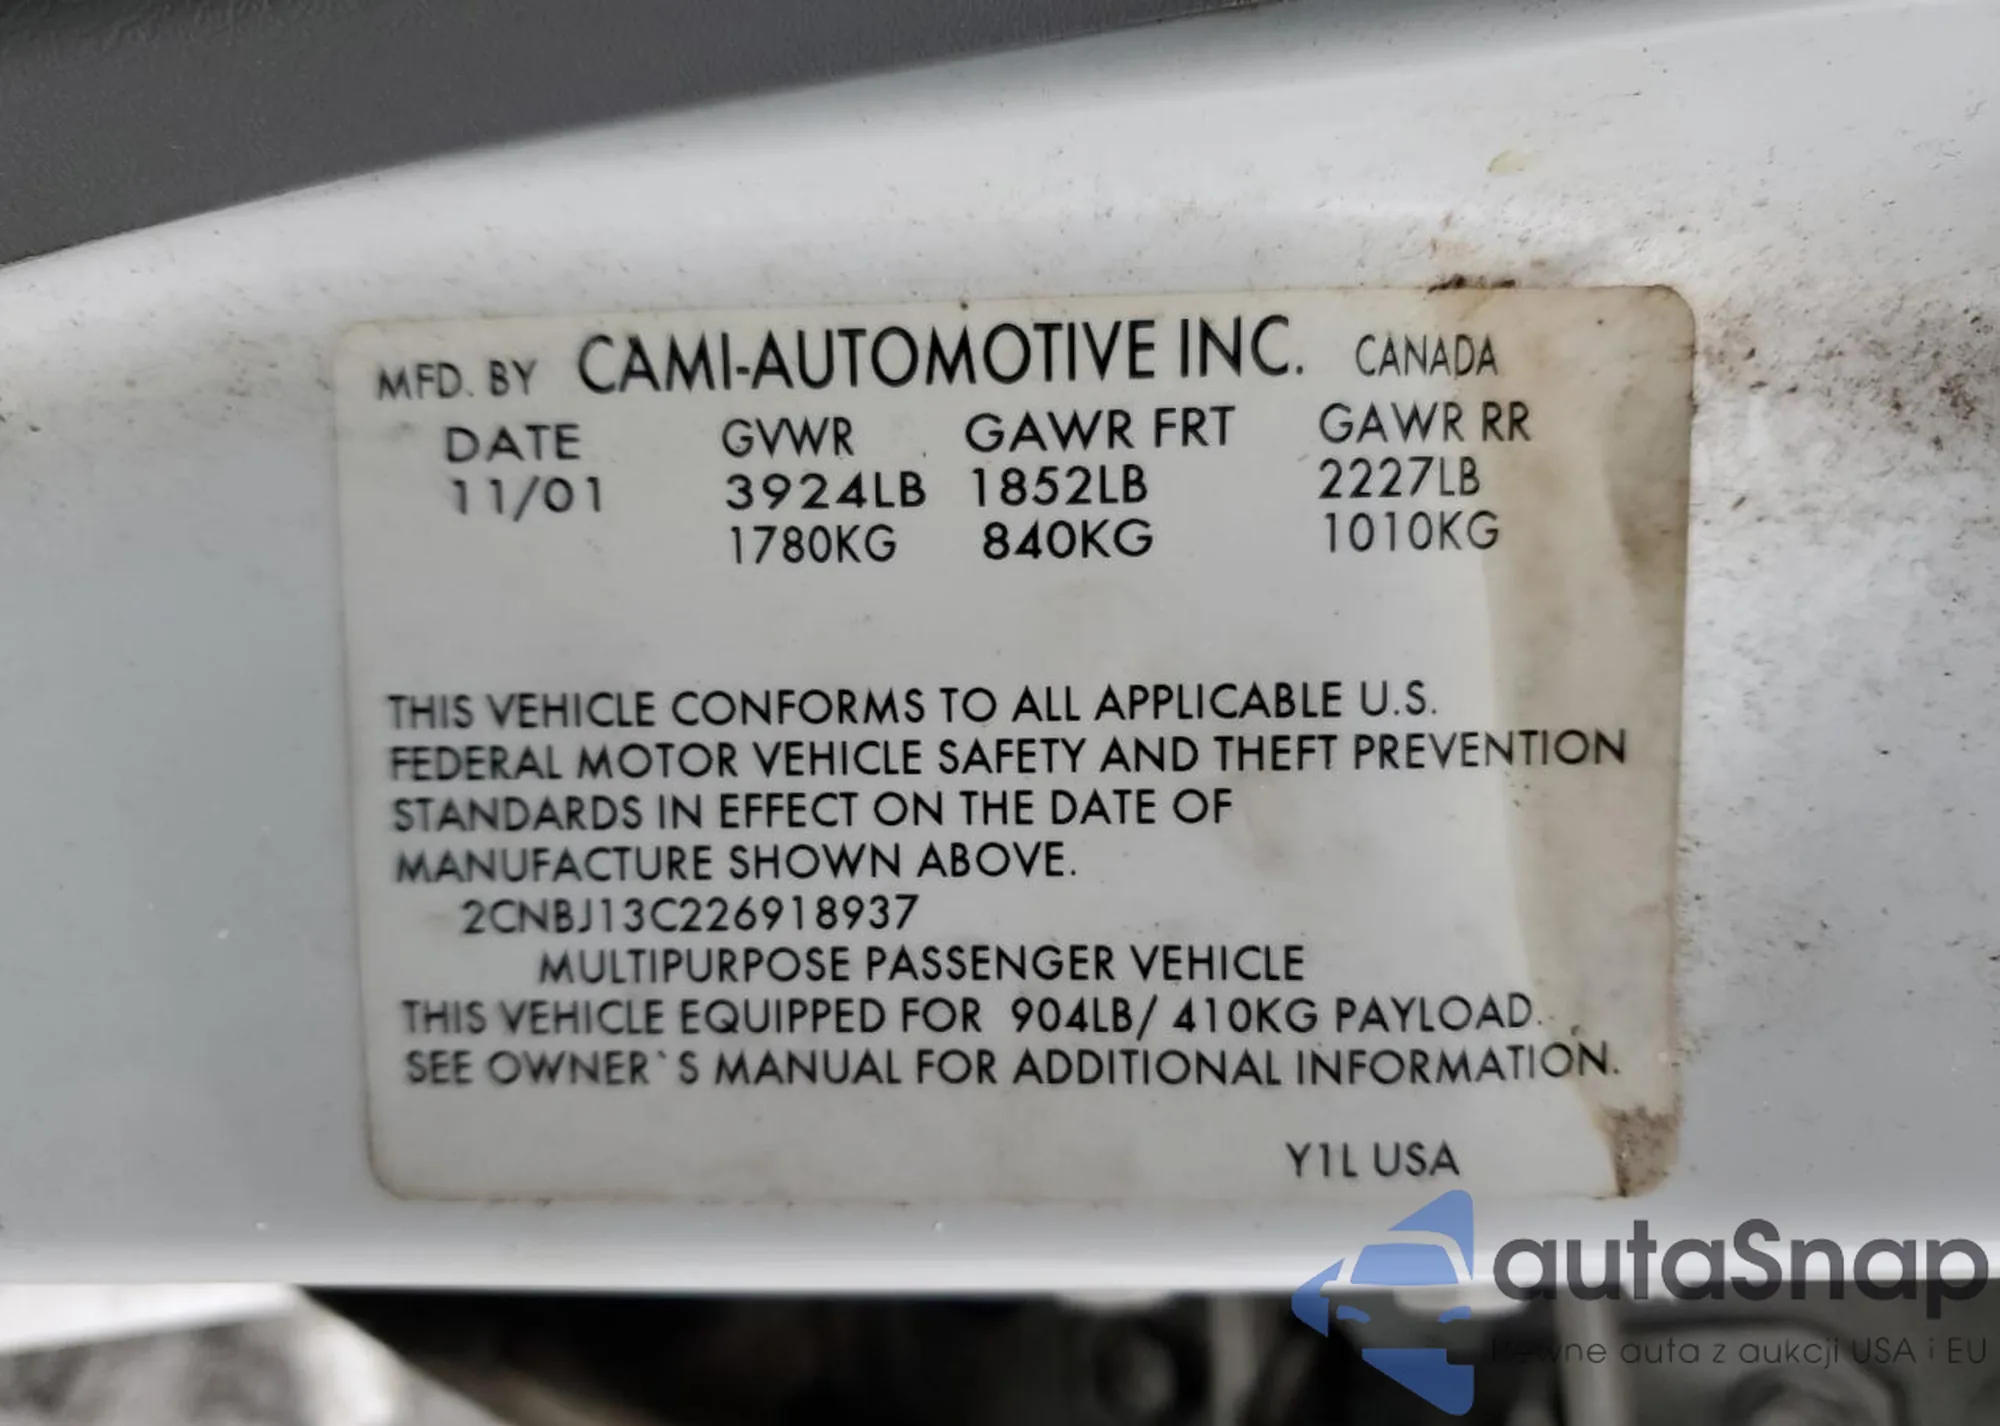 MFD. BY CAMI-AUTOMOTIVE INC. CANADA
DATE GVWR GAWR FRT GAWR RR
11/01 3924LB 1852LB 2227LB
1780KG 840KG 1010KG
THIS VEHICLE CONFORMS TO ALL APPLICABLE U.S.
FEDERAL MOTOR VEHICLE SAFETY AND THEFT PREVENTION
STANDARDS IN EFFECT ON THE DATE OF
MANUFACTURE SHOWN ABOVE.
2CNBJ13C226918937
MULTIPURPOSE PASSENGER VEHICLE
THIS VEHICLE EQUIPPED FOR 904LB/ 410KG PAYLOAD.
SEE OWNER`S MANUAL FOR ADDITIONAL INFORMATION.
Y1L USA
autaSnap
Pewne auta z aukcji USA i EU